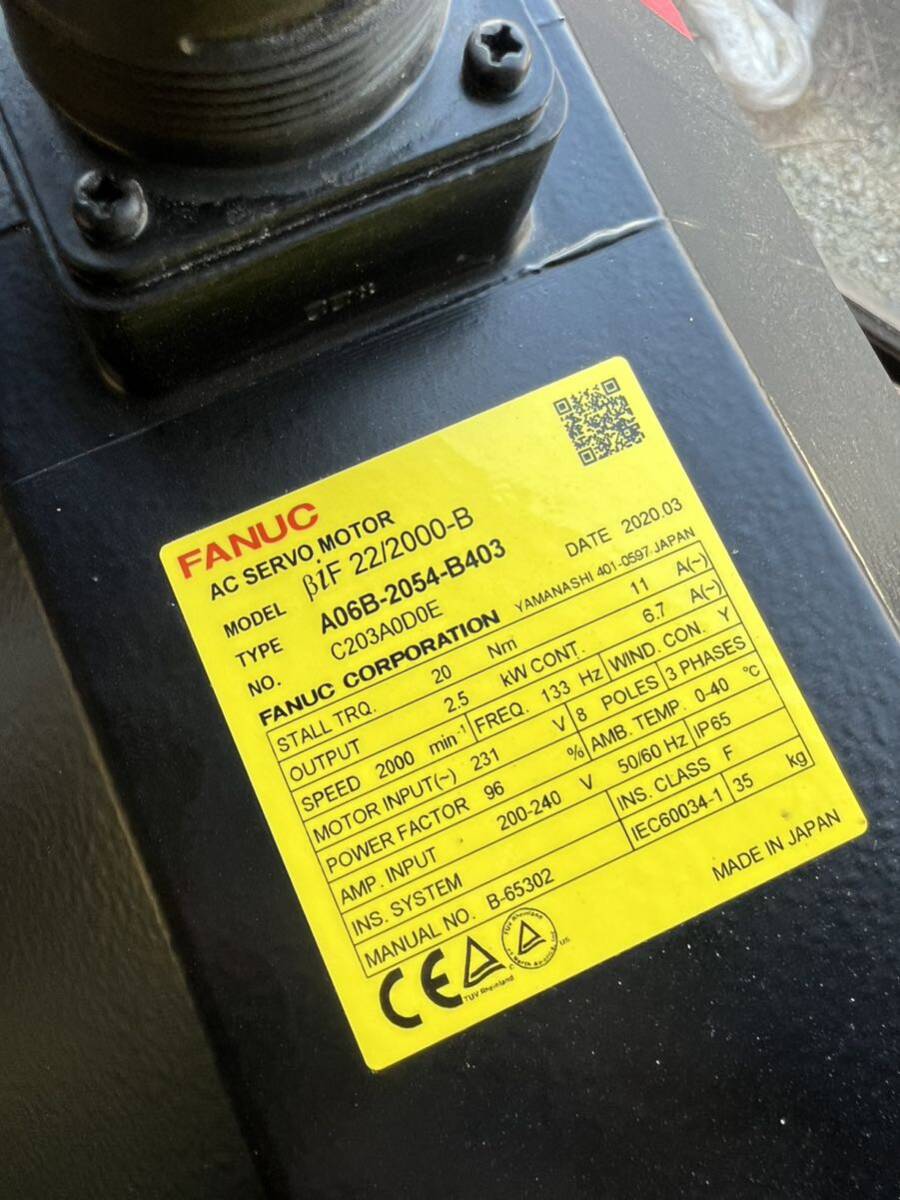 FANUC
AC SERVO MOTOR
MODEL βiF 22/2000-B
TYPE A06B-2054-B403
NO. C203A0D0E DATE 2020.03
FANUC CORPORATION YAMANASHI 401-0597 JAPAN
STALL TRQ. 20 Nm 11 A(~)
OUTPUT 2.5 kW CONT. 6.7 A(~)
SPEED 2000 min⁻¹ FREQ. 133 Hz WIND. CON. Y
MOTOR INPUT(~) 231 V 8 POLES 3 PHASES
POWER FACTOR 96 % AMB. TEMP. 0-40 °C
AMP. INPUT 200-240 V 50/60 Hz IP65
INS. SYSTEM INS. CLASS F
MANUAL NO. B-65302 IEC60034-1 35 kg
MADE IN JAPAN
CE
TÜV Rheinland
TÜV Rheinland
C US